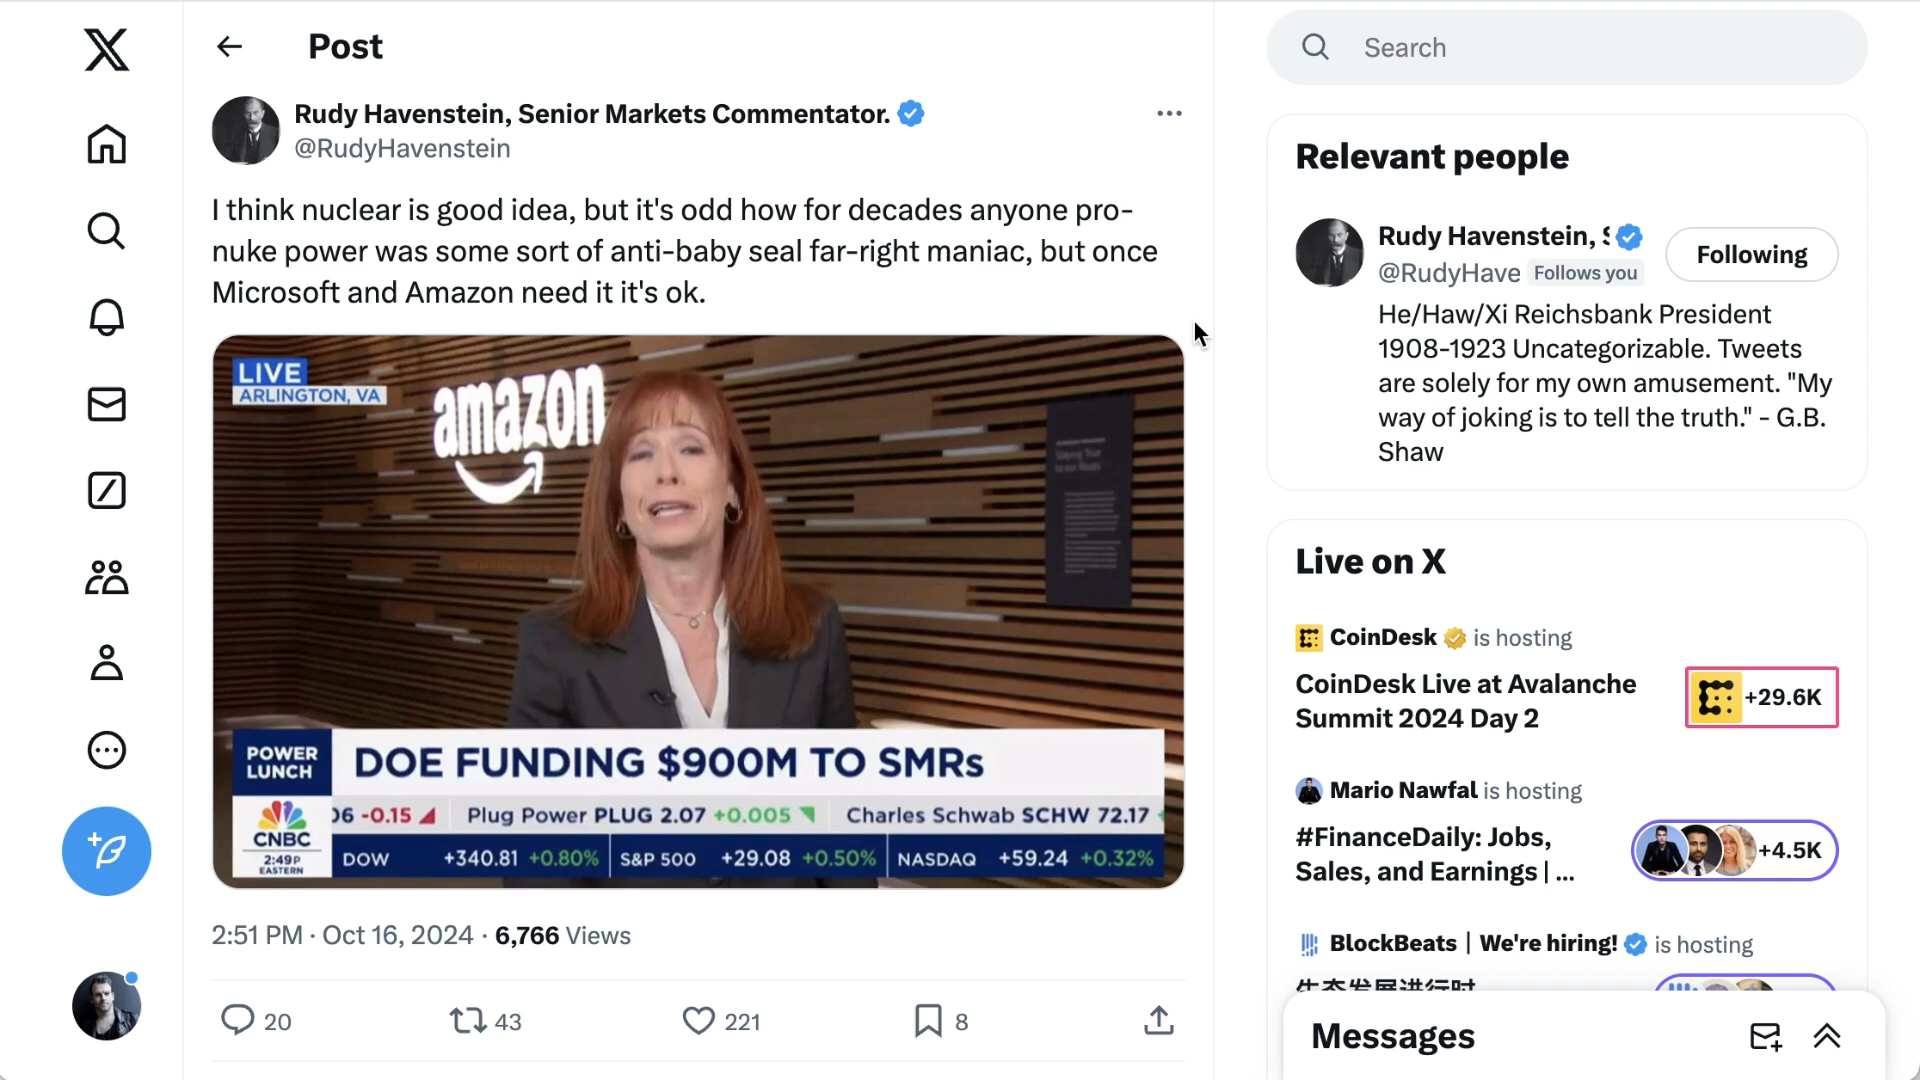 Post
Rudy Havenstein, Senior Markets Commentator.
@RudyHavenstein
I think nuclear is good idea, but it's odd how for decades anyone pro-
nuke power was some sort of anti-baby seal far-right maniac, but once
Microsoft and Amazon need it it's ok.
LIVE
ARLINGTON, VA
amazon
POWER
LUNCH
DOE FUNDING $900M TO SMRs
06 -0.15 Plug Power PLUG 2.07 +0.005 Charles Schwab SCHW 72.17
CNBC
2:49P
EASTERN
DOW +340.81 +0.80% S&P 500 +29.08 +0.50% NASDAQ +59.24 +0.32%
2:51 PM · Oct 16, 2024 · 6,766 Views
20 43 221 8
Search
Relevant people
Rudy Havenstein, S
@RudyHave Follows you
Following
He/Haw/Xi Reichsbank President
1908-1923 Uncategorizable. Tweets
are solely for my own amusement. "My
way of joking is to tell the truth." - G.B.
Shaw
Live on X
CoinDesk is hosting
CoinDesk Live at Avalanche
Summit 2024 Day 2
+29.6K
Mario Nawfal is hosting
#FinanceDaily: Jobs,
Sales, and Earnings | ...
+4.5K
BlockBeats | We're hiring! is hosting
生态发展进行时
Messages